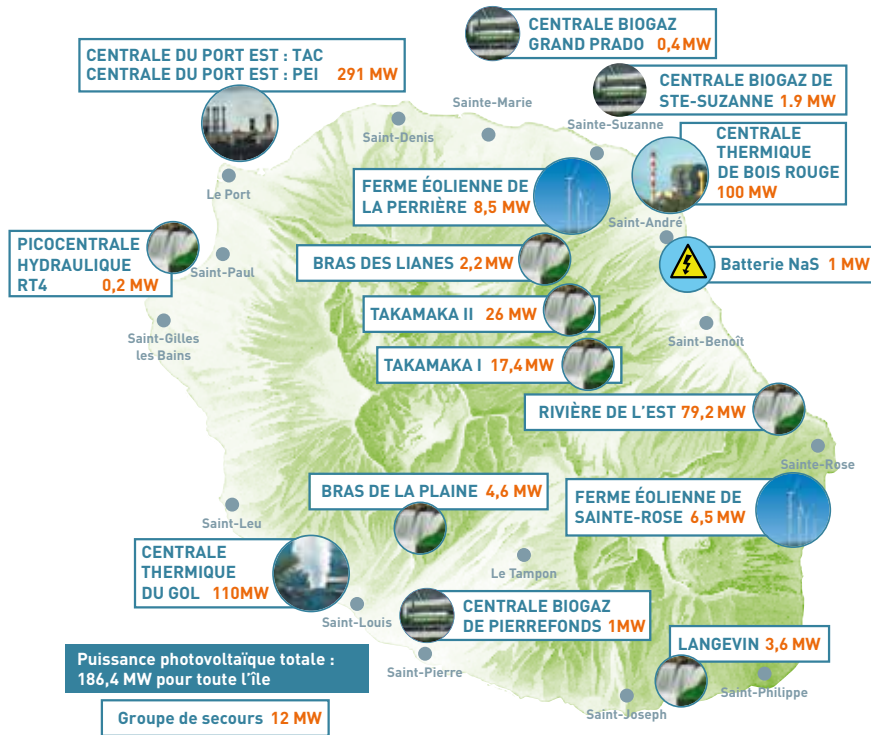 CENTRALE BIOGAZ
GRAND PRADO 0,4 MW
CENTRALE DU PORT EST : TAC
CENTRALE DU PORT EST : PEI 291 MW
CENTRALE BIOGAZ DE
STE-SUZANNE 1.9 MW
Sainte-Marie
Sainte-Suzanne
Saint-Denis
CENTRALE
THERMIQUE
DE BOIS ROUGE
100 MW
Le Port
FERME ÉOLIENNE DE
LA PERRIÈRE 8,5 MW
Saint-André
PICOCENTRALE
HYDRAULIQUE
RT4 0,2 MW
Saint-Paul
BRAS DES LIANES 2,2 MW
Batterie NaS 1 MW
TAKAMAKA II 26 MW
Saint-Gilles
les Bains
Saint-Benoît
TAKAMAKA I 17,4 MW
RIVIÈRE DE L'EST 79,2 MW
Sainte-Rose
BRAS DE LA PLAINE 4,6 MW
FERME ÉOLIENNE DE
SAINTE-ROSE 6,5 MW
Saint-Leu
CENTRALE
THERMIQUE
DU GOL 110MW
Le Tampon
Saint-Louis
CENTRALE BIOGAZ
DE PIERREFONDS 1MW
LANGEVIN 3,6 MW
Puissance photovoltaïque totale :
186,4 MW pour toute l'île
Saint-Pierre
Saint-Philippe
Saint-Joseph
Groupe de secours 12 MW